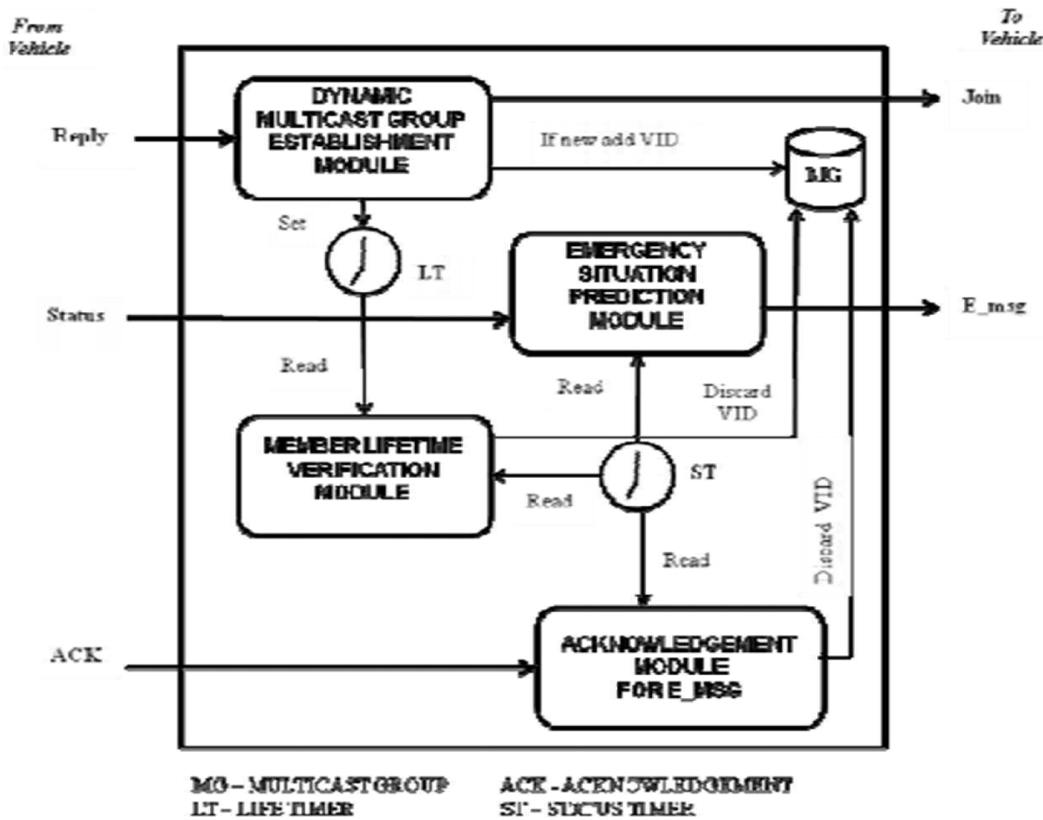 From
Vehicle
To
Vehicle
DYNAMIC
MULTICAST GROUP
ESTABLISHMENT
MODULE
Join
Reply
If new add VID
MG
Set
LT
EMERGENCY
SITUATION
PREDICTION
MODULE
Status
E_msg
Read
Read
Discard
VID
MEMBER LIFETIME
VERIFICATION
MODULE
ST
Read
Discard VID
Read
ACK
ACKNOWLEDGEMENT
MODULE
FOR E_MSG
MG – MULTICAST GROUP
ACK - ACKNOWLEDGEMENT
LT – LIFE TIMER
ST – TIMER